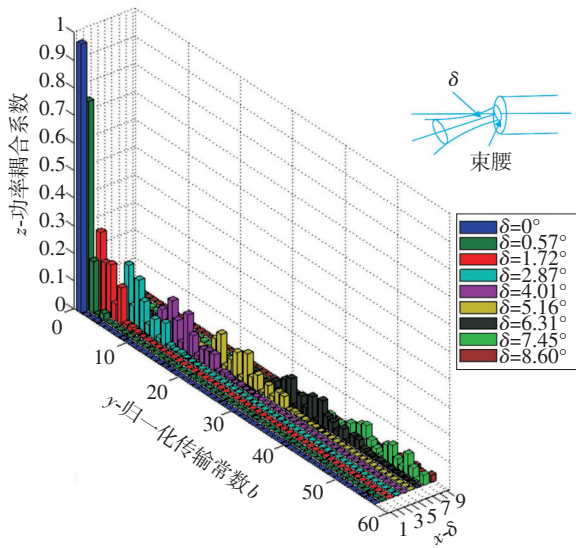 1
0.9
0.8
0.7
0.6
0.5
0.4
0.3
0.2
0.1
0
z-功率耦合系数
0
10
20
30
40
50
60
y-归一化传输常数b
1
3
5
7
9
x-δ
δ
束腰
δ=0°
δ=0.57°
δ=1.72°
δ=2.87°
δ=4.01°
δ=5.16°
δ=6.31°
δ=7.45°
δ=8.60°